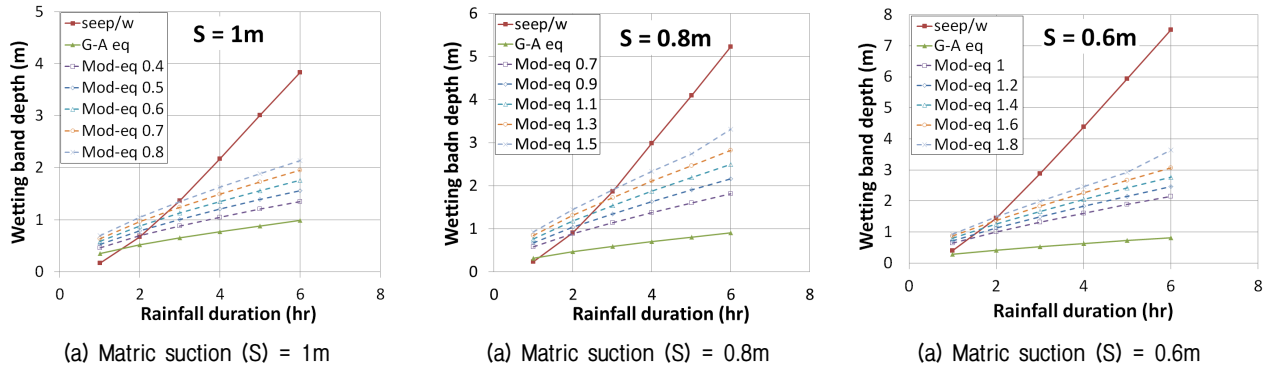 5
4
3
2
1
0
Wetting band depth (m)
seep/w
G-A eq
Mod-eq 0.4
Mod-eq 0.5
Mod-eq 0.6
Mod-eq 0.7
Mod-eq 0.8
S = 1m
0 2 4 6 8
Rainfall duration (hr)
(a) Matric suction (S) = 1m
6
5
4
3
2
1
0
Wetting badn depth (m)
seep/w
G-A eq
Mod-eq 0.7
Mod-eq 0.9
Mod-eq 1.1
Mod-eq 1.3
Mod-eq 1.5
S = 0.8m
0 2 4 6 8
Rainfall duration (hr)
(a) Matric suction (S) = 0.8m
8
7
6
5
4
3
2
1
0
Wetting band depth (m)
seep/w
G-A eq
Mod-eq 1
Mod-eq 1.2
Mod-eq 1.4
Mod-eq 1.6
Mod-eq 1.8
S = 0.6m
0 2 4 6 8
Rainfall duration (hr)
(a) Matric suction (S) = 0.6m